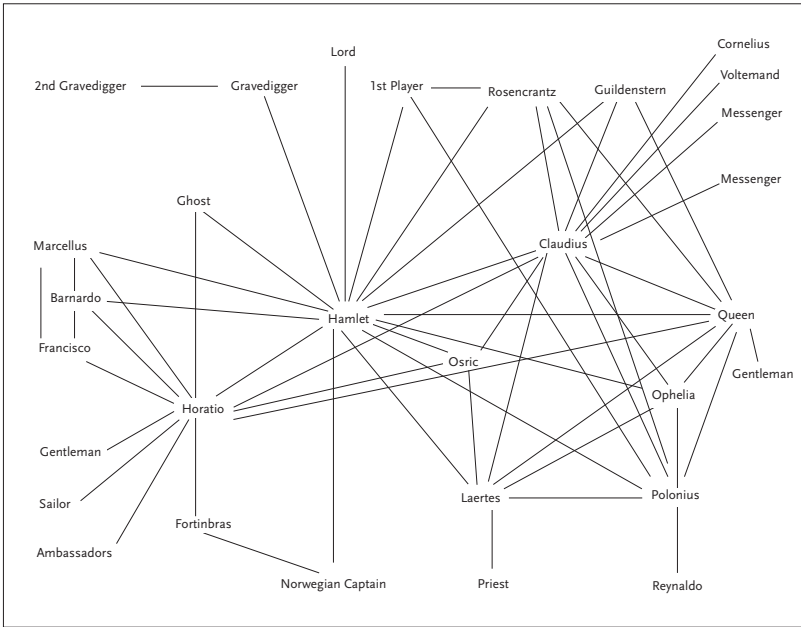 Cornelius
Lord
Voltemand
2nd Gravedigger
Gravedigger
1st Player
Rosencrantz
Guildenstern
Messenger
Messenger
Ghost
Marcellus
Claudius
Barnardo
Hamlet
Queen
Francisco
Osric
Gentleman
Ophelia
Horatio
Gentleman
Laertes
Polonius
Sailor
Fortinbras
Ambassadors
Norwegian Captain
Priest
Reynaldo